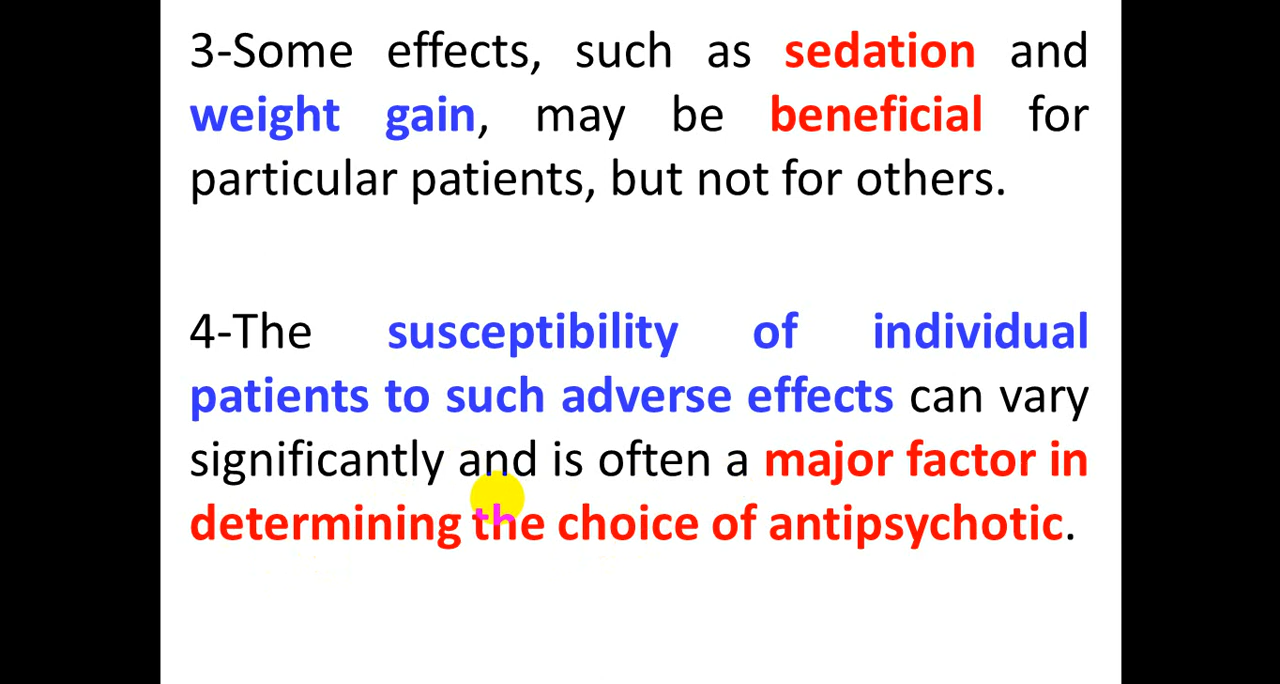 3-Some effects, such as sedation and
weight gain, may be beneficial for
particular patients, but not for others.
4-The susceptibility of individual
patients to such adverse effects can vary
significantly and is often a major factor in
determining the choice of antipsychotic.